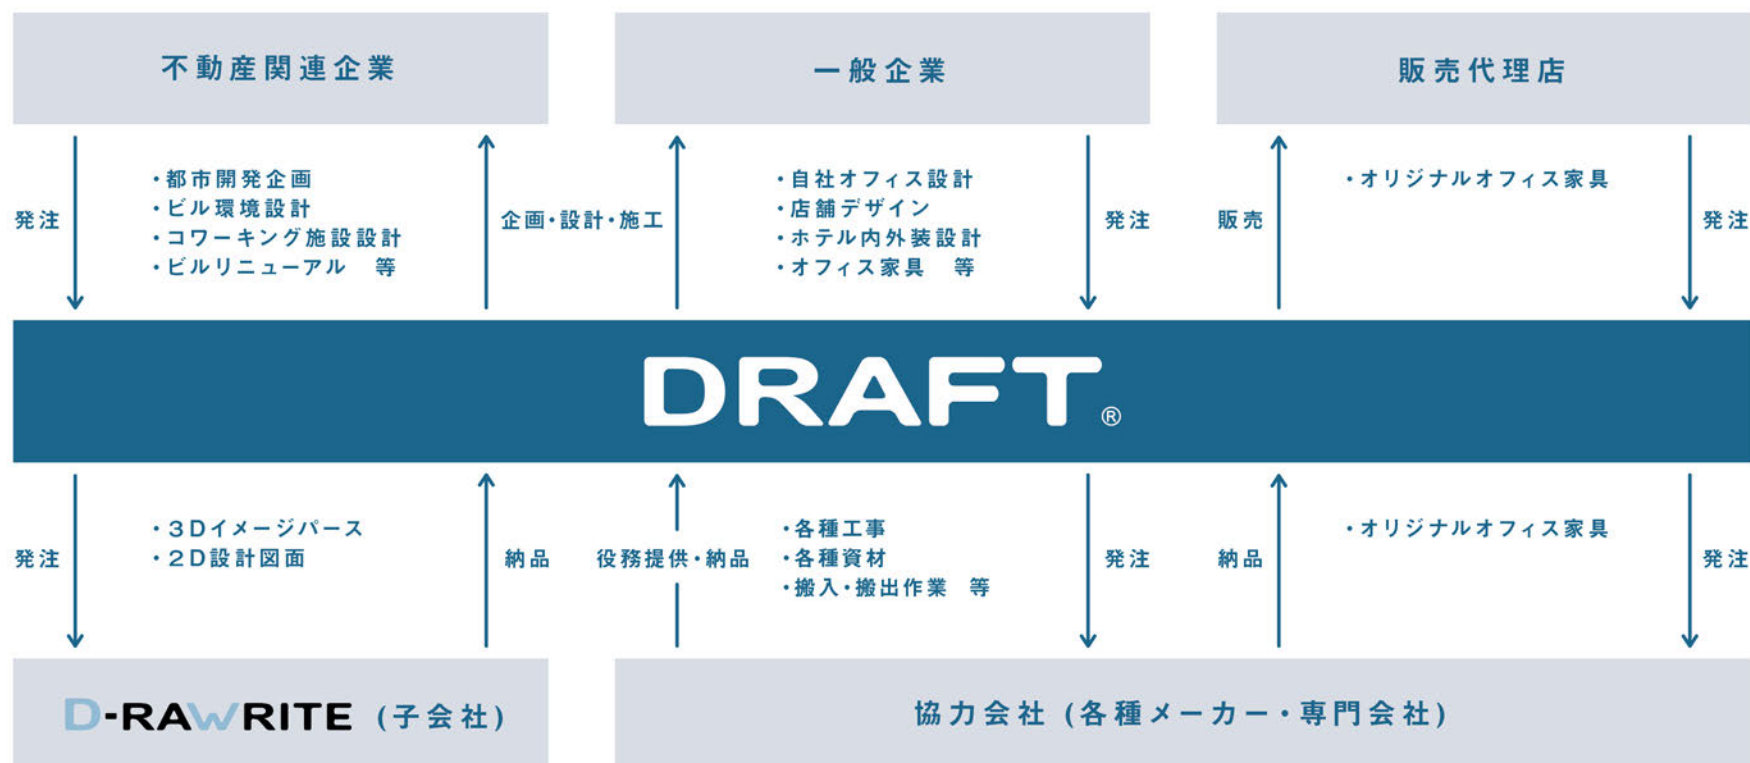 不動産関連企業
一般企業
販売代理店
発注
・都市開発企画
・ビル環境設計
・コワーキング施設設計
・ビルリニューアル 等
企画・設計・施工
・自社オフィス設計
・店舗デザイン
・ホテル内外装設計
・オフィス家具 等
発注
販売
・オリジナルオフィス家具
発注
DRAFT®
発注
・3Dイメージパース
・2D設計図面
納品
役務提供・納品
・各種工事
・各種資材
・搬入・搬出作業 等
発注
納品
・オリジナルオフィス家具
発注
D-RAWRITE (子会社)
協力会社 (各種メーカー・専門会社)